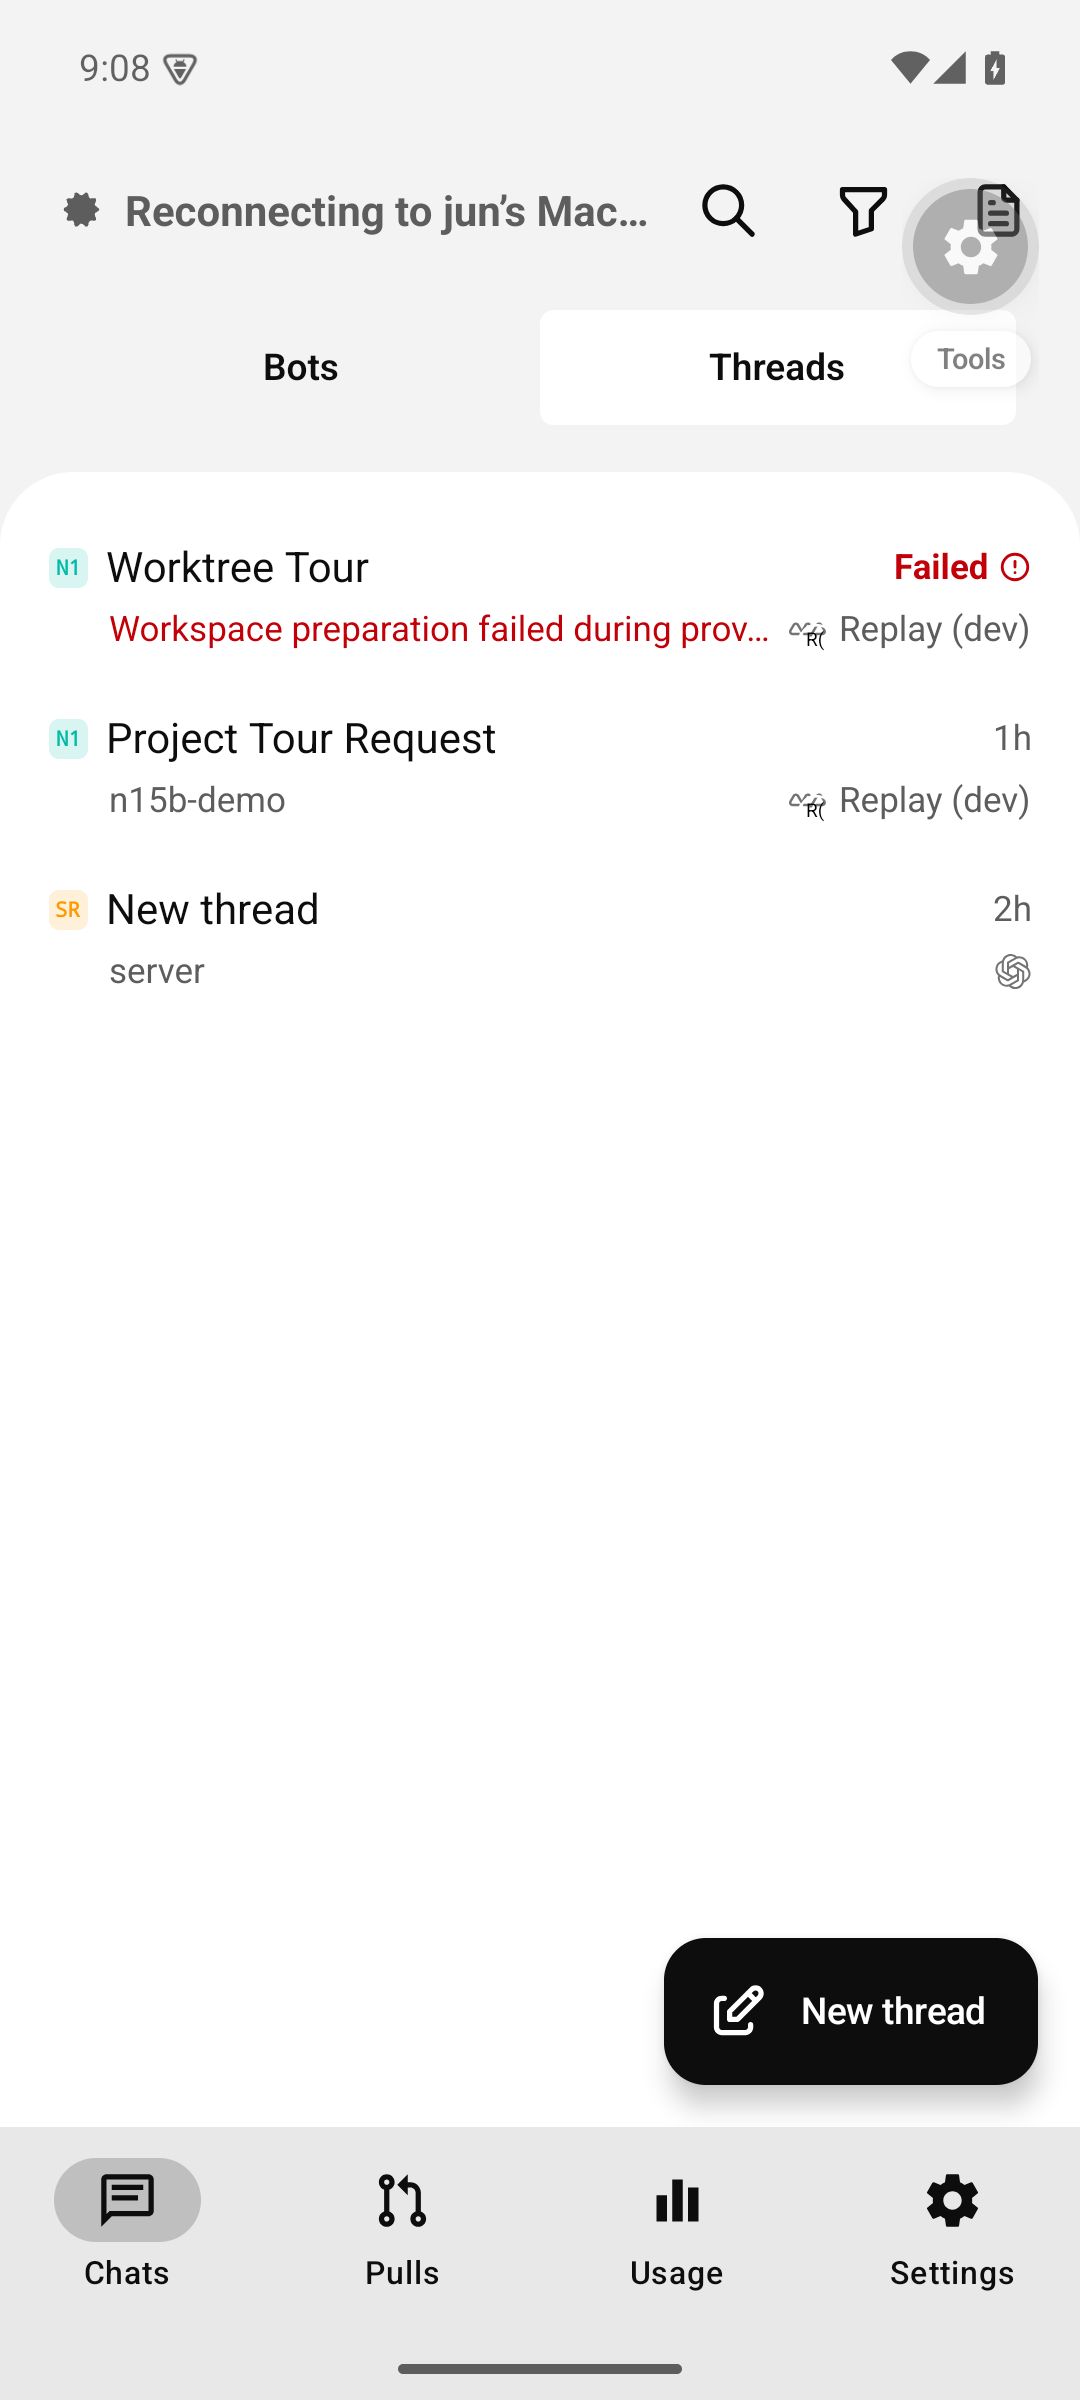 9:08
Reconnecting to jun’s Mac...
Tools
Bots
Threads
N1 Worktree Tour Failed
Workspace preparation failed during prov... R( Replay (dev)
N1 Project Tour Request 1h
n15b-demo R( Replay (dev)
SR New thread 2h
server
New thread
Chats Pulls Usage Settings